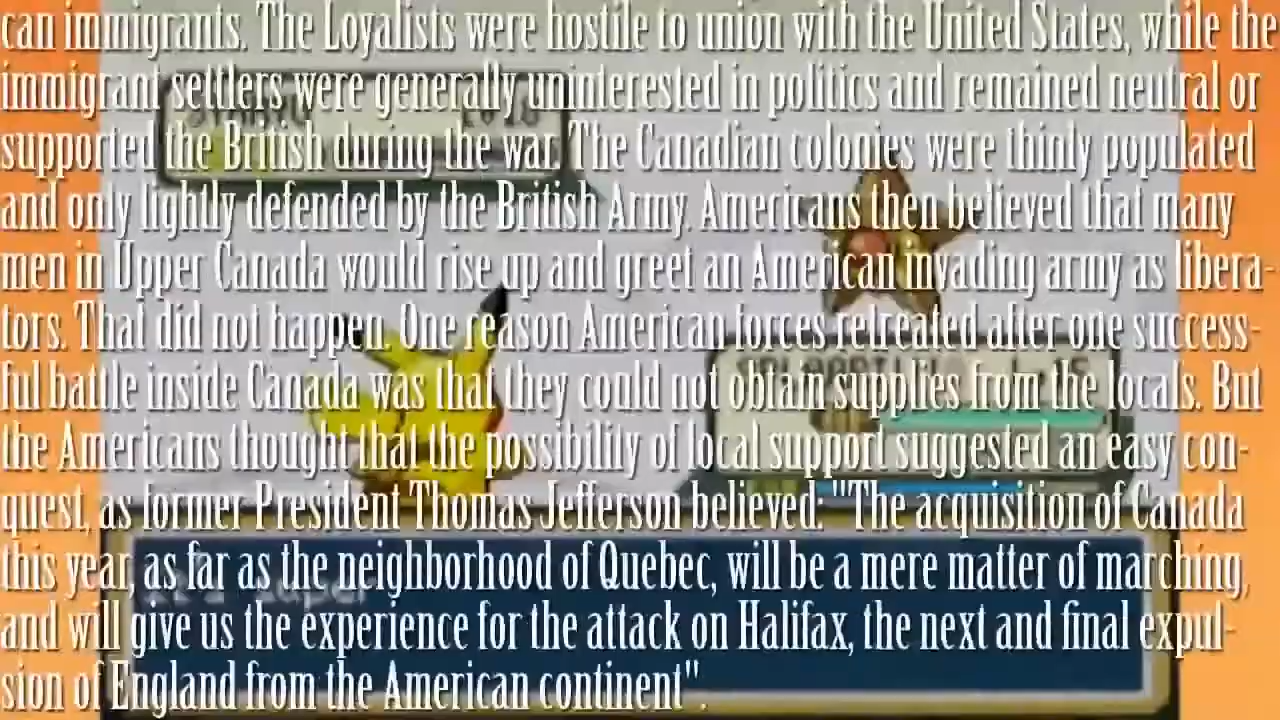 can immigrants. The Loyalists were hostile to union with the United States, while the
immigrant settlers were generally uninterested in politics and remained neutral or
supported the British during the war. The Canadian colonies were thinly populated
and only lightly defended by the British Army. Americans then believed that many
men in Upper Canada would rise up and greet an American invading army as libera-
tors. That did not happen. One reason American forces retreated after one success-
ful battle inside Canada was that they could not obtain supplies from the locals. But
the Americans thought that the possibility of local support suggested an easy con-
quest, as former President Thomas Jefferson believed: "The acquisition of Canada
this year, as far as the neighborhood of Quebec, will be a mere matter of marching,
and will give us the experience for the attack on Halifax, the next and final expul-
sion of England from the American continent".